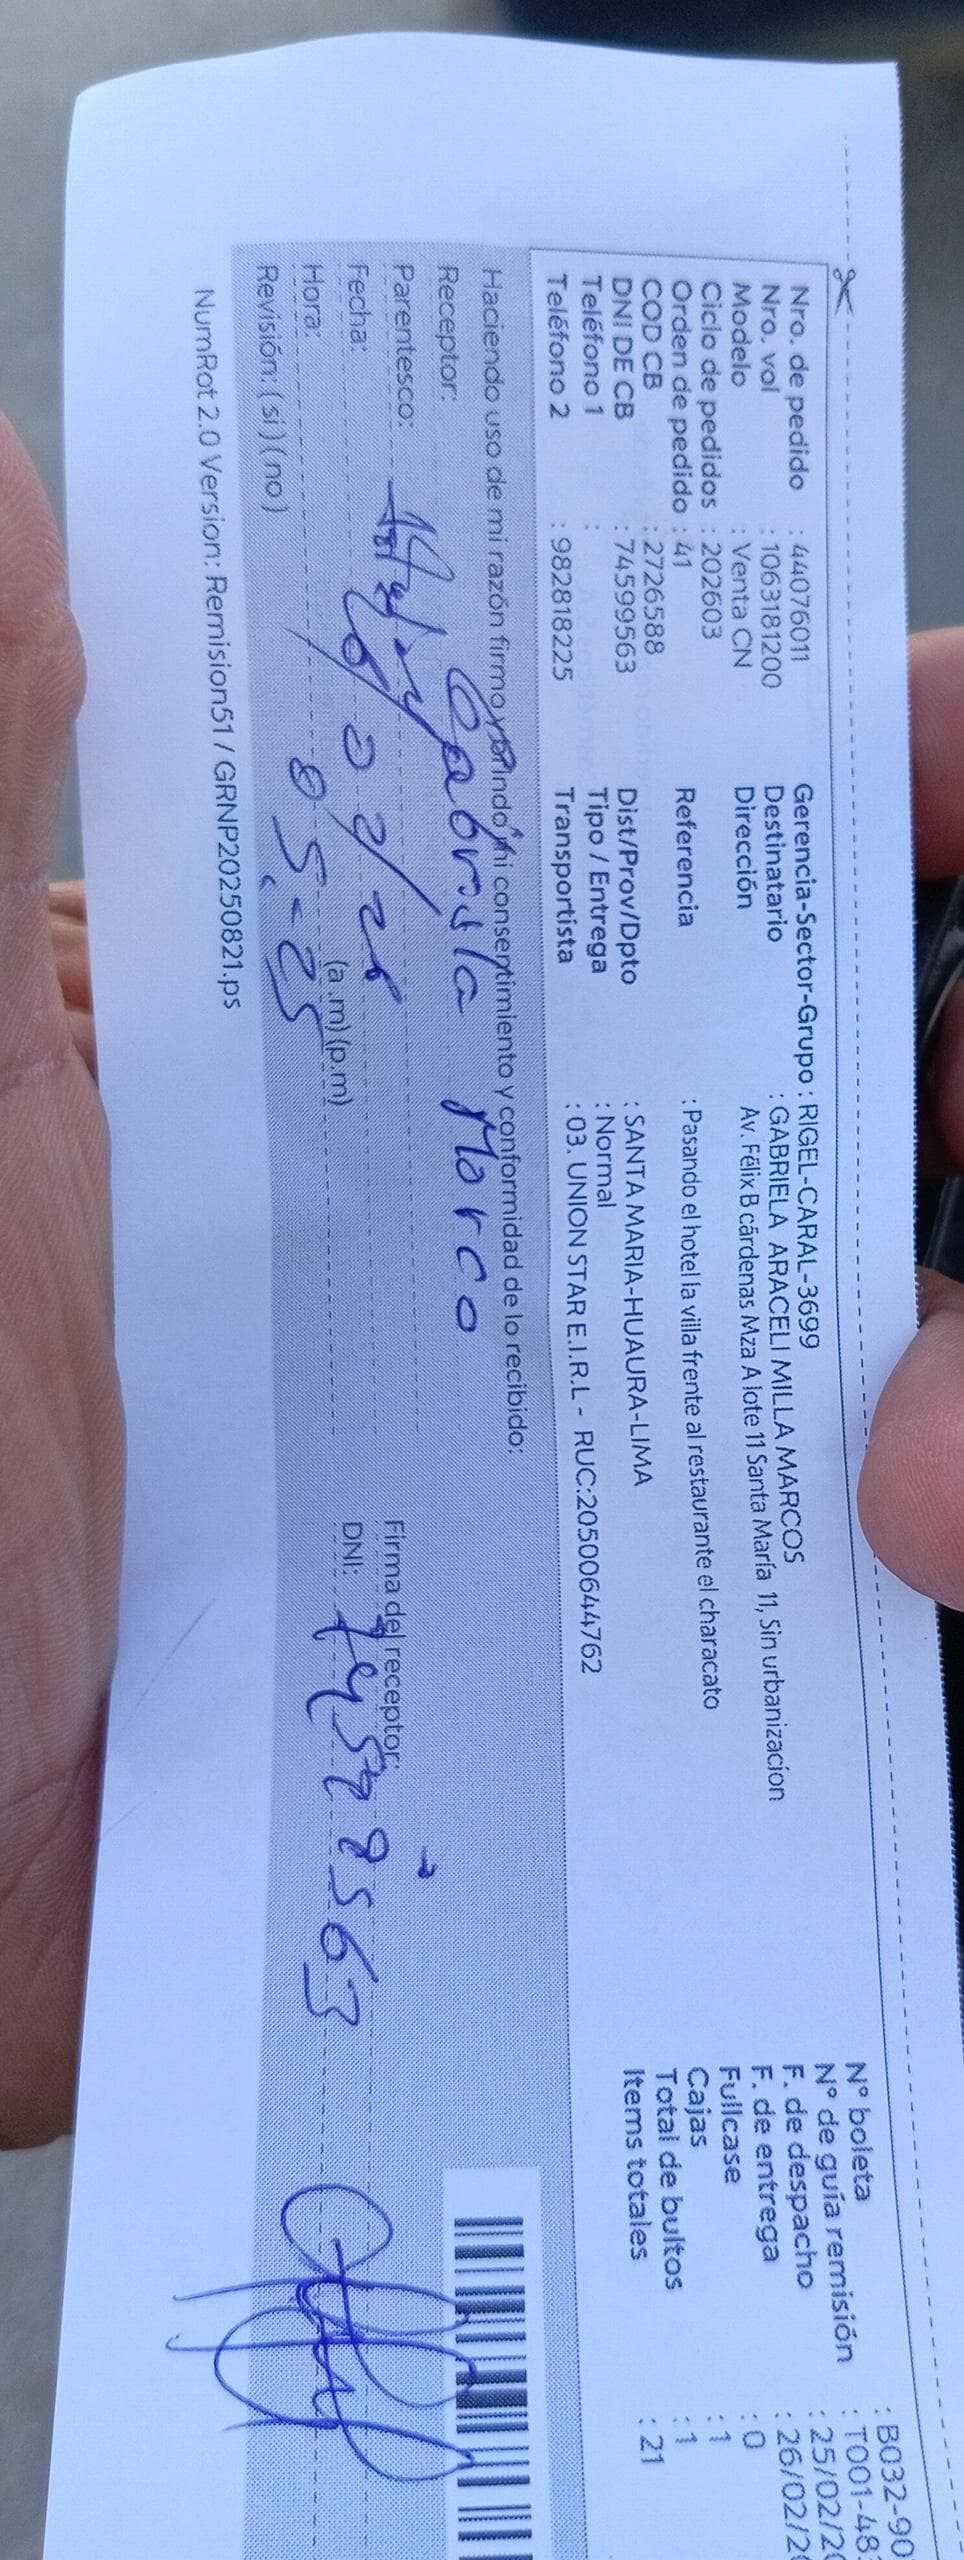 Nro. de pedido : 44076011
Nro. vol : 1063181200
Modelo : Venta CN
Ciclo de pedidos : 202603
Orden de pedido : 41
COD CB : 2726588
DNI DE CB : 74599563
Teléfono 1 :
Teléfono 2 : 982818225
Gerencia-Sector-Grupo : RIGEL-CARAL-3699
Destinatario : GABRIELA ARACELI MILLA MARCOS
Dirección Av. Félix B cárdenas Mza A lote 11 Santa María 11, Sin urbanizacion
Referencia : Pasando el hotel la villa frente al restaurante el characato
Dist/Prov/Dpto : SANTA MARIA-HUAURA-LIMA
Tipo / Entrega : Normal
Transportista : 03. UNION STAR E.I.R.L - RUC:20500644762
N° boleta : B032-90
N° de guía remisión : T001-48
F. de despacho : 25/02/2
F. de entrega : 26/02/2
Fullcase : 0
Cajas : 1
Total de bultos : 1
Items totales : 21
Haciendo uso de mi razón firmo y brindo mi consentimiento y conformidad de lo recibido:
Receptor: Gabriela Marco
Parentesco:
Fecha: 26/02/26
Hora: (a.m)(p.m)
Revisión: ( si ) ( no )
Firma del receptor:
DNI: 74599563
NumRot 2.0 Version: Remision51 / GRNP20250821.ps